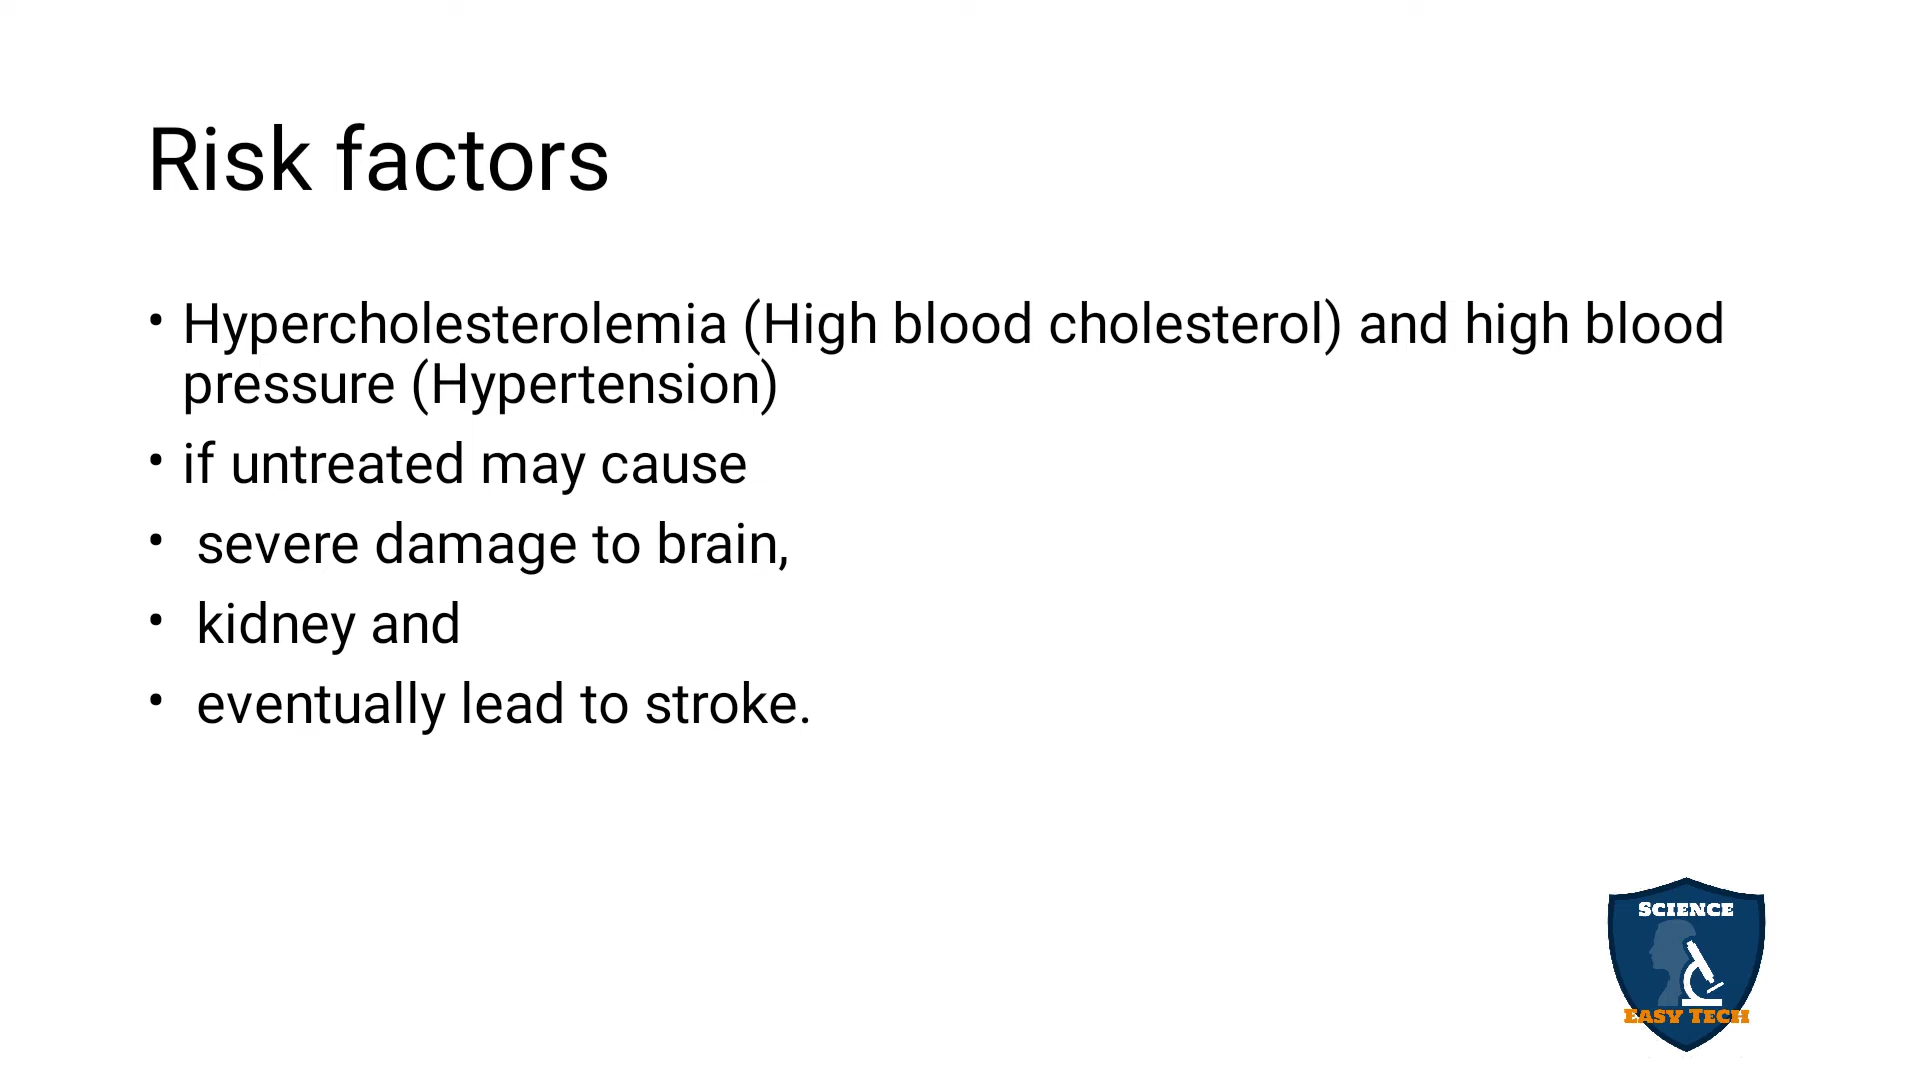 Risk factors
• Hypercholesterolemia (High blood cholesterol) and high blood
pressure (Hypertension)
• if untreated may cause
• severe damage to brain,
• kidney and
• eventually lead to stroke.
SCIENCE
EASY TECH